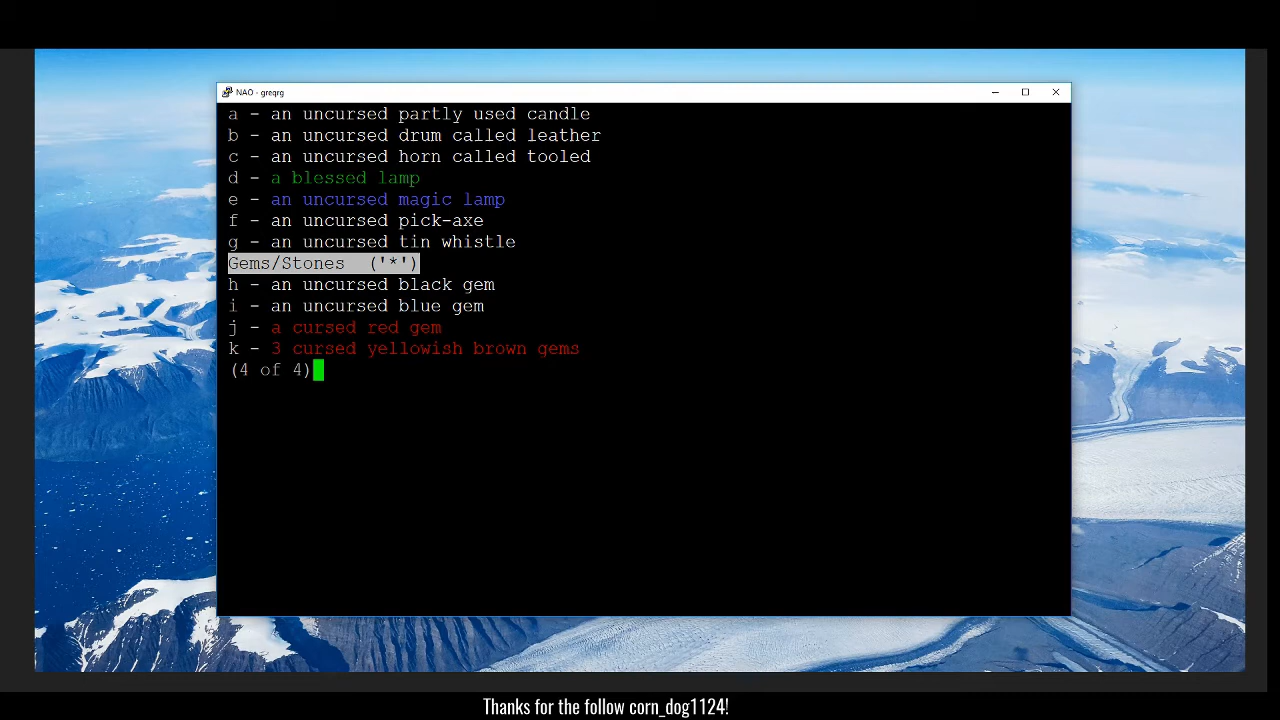 NAO - greqrg
a - an uncursed partly used candle
b - an uncursed drum called leather
c - an uncursed horn called tooled
d - a blessed lamp
e - an uncursed magic lamp
f - an uncursed pick-axe
g - an uncursed tin whistle
Gems/Stones  ('*')
h - an uncursed black gem
i - an uncursed blue gem
j - a cursed red gem
k - 3 cursed yellowish brown gems
(4 of 4)
Thanks for the follow corn_dog1124!